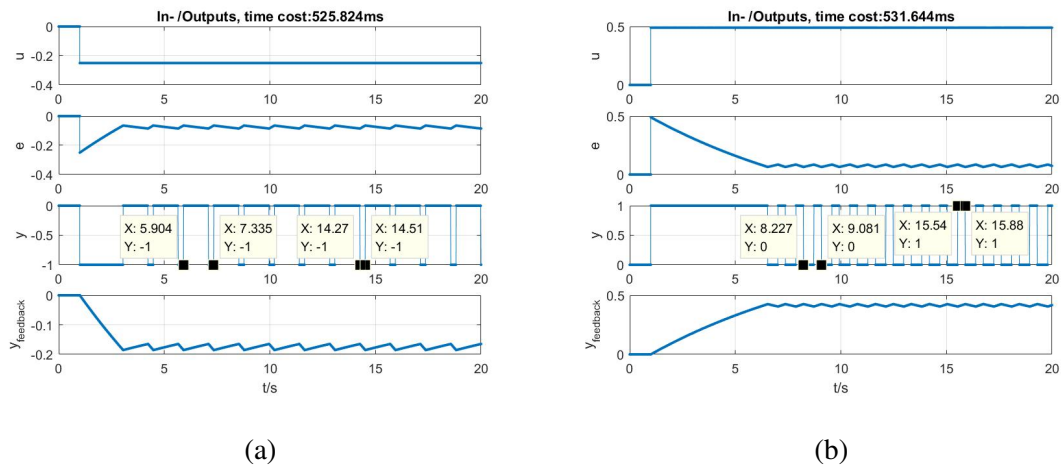 In- /Outputs, time cost:525.824ms
0
-0.2
-0.4
u
0 5 10 15 20
0
-0.2
-0.4
e
0 5 10 15 20
0
-0.5
-1
y
X: 5.904
Y: -1
X: 7.335
Y: -1
X: 14.27
Y: -1
X: 14.51
Y: -1
0 5 10 15 20
0
-0.1
-0.2
y feedback
0 5 10 15 20
t/s
(a)
In- /Outputs, time cost:531.644ms
0.5
0
u
0 5 10 15 20
0.5
0
e
0 5 10 15 20
1
0.5
0
y
X: 8.227
Y: 0
X: 9.081
Y: 0
X: 15.54
Y: 1
X: 15.88
Y: 1
0 5 10 15 20
0.5
0
y feedback
0 5 10 15 20
t/s
(b)